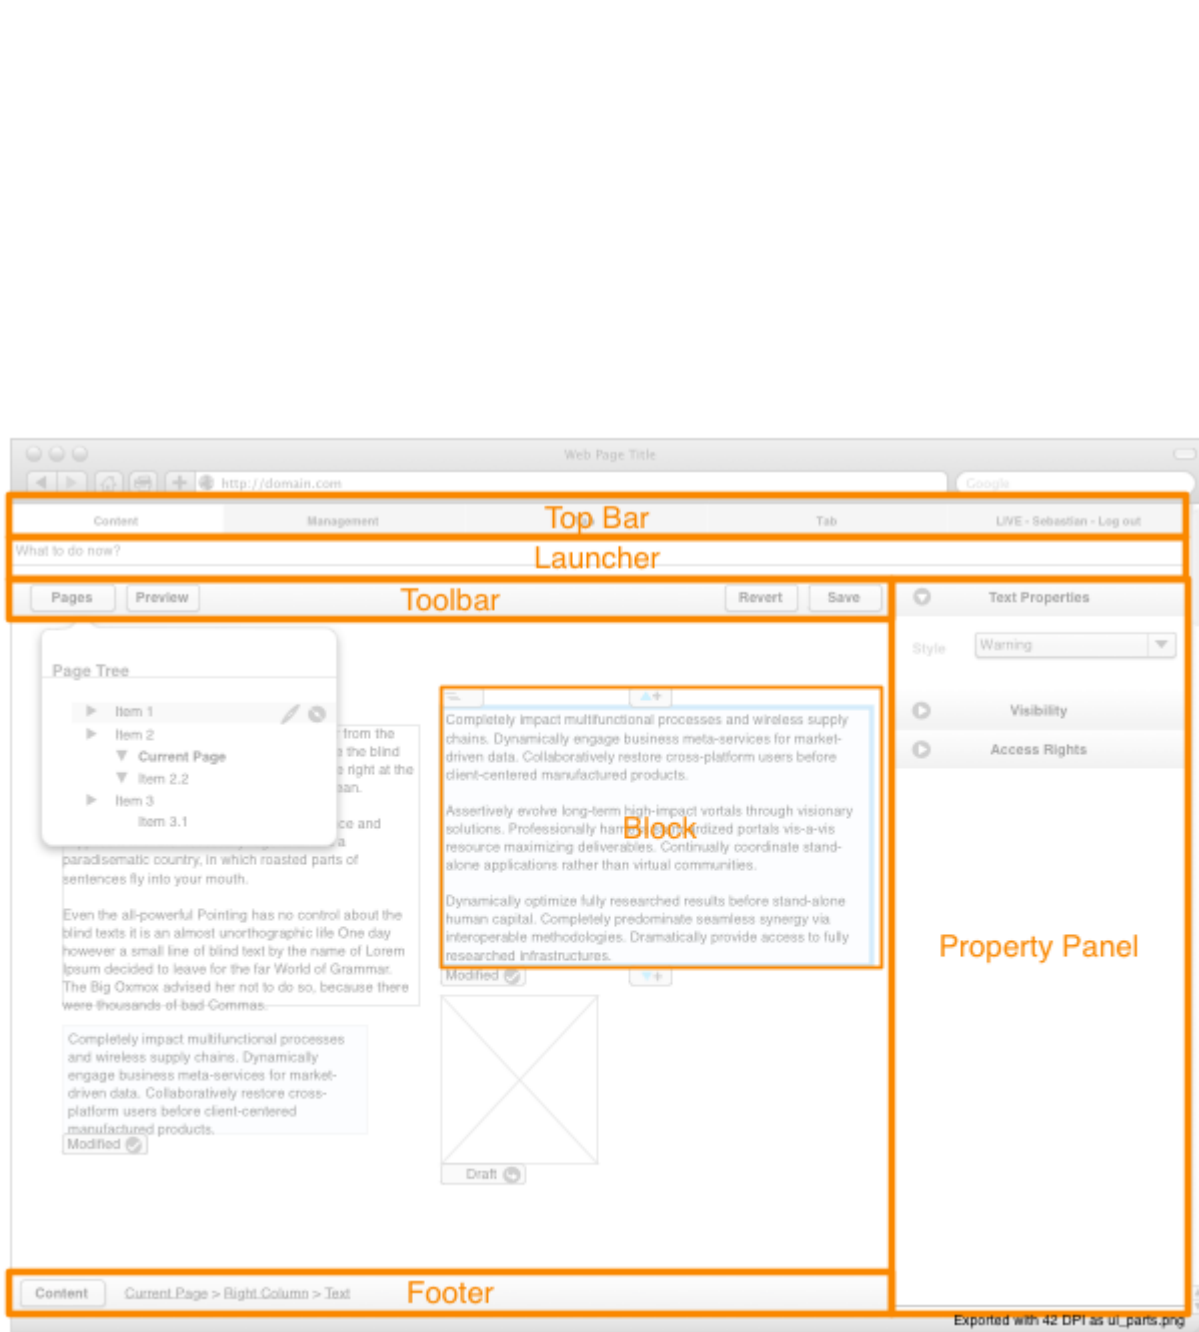 Web Page Title
http://domain.com
Google
Content
Management
Top Bar
Tab
LIVE - Sebastian - Log out
What to do now?
Launcher
Pages
Preview
Toolbar
Revert
Save
Text Properties
Style
Warning
Visibility
Access Rights
Property Panel
Page Tree
Item 1
Item 2
Current Page
Item 2.2
Item 3
Item 3.1
from the
the blind
right at the
ce and
a
paradisematic country, in which roasted parts of
sentences fly into your mouth.
Even the all-powerful Pointing has no control about the
blind texts it is an almost unorthographic life One day
however a small line of blind text by the name of Lorem
Ipsum decided to leave for the far World of Grammar.
The Big Oxmox advised her not to do so, because there
were thousands of bad Commas.
Completely impact multifunctional processes
and wireless supply chains. Dynamically
engage business meta-services for market-
driven data. Collaboratively restore cross-
platform users before client-centered
manufactured products.
Modified
Completely impact multifunctional processes and wireless supply
chains. Dynamically engage business meta-services for market-
driven data. Collaboratively restore cross-platform users before
client-centered manufactured products.
Assertively evolve long-term high-impact vortals through visionary
solutions. Professionally portals vis-a-vis
resource maximizing deliverables. Continually coordinate stand-
alone applications rather than virtual communities.
Block
Dynamically optimize fully researched results before stand-alone
human capital. Completely predominate seamless synergy via
interoperable methodologies. Dramatically provide access to fully
researched infrastructures.
Modified
Draft
Content
Current Page > Right Column > Text
Footer
Exported with 42 DPI as ui_parts.png